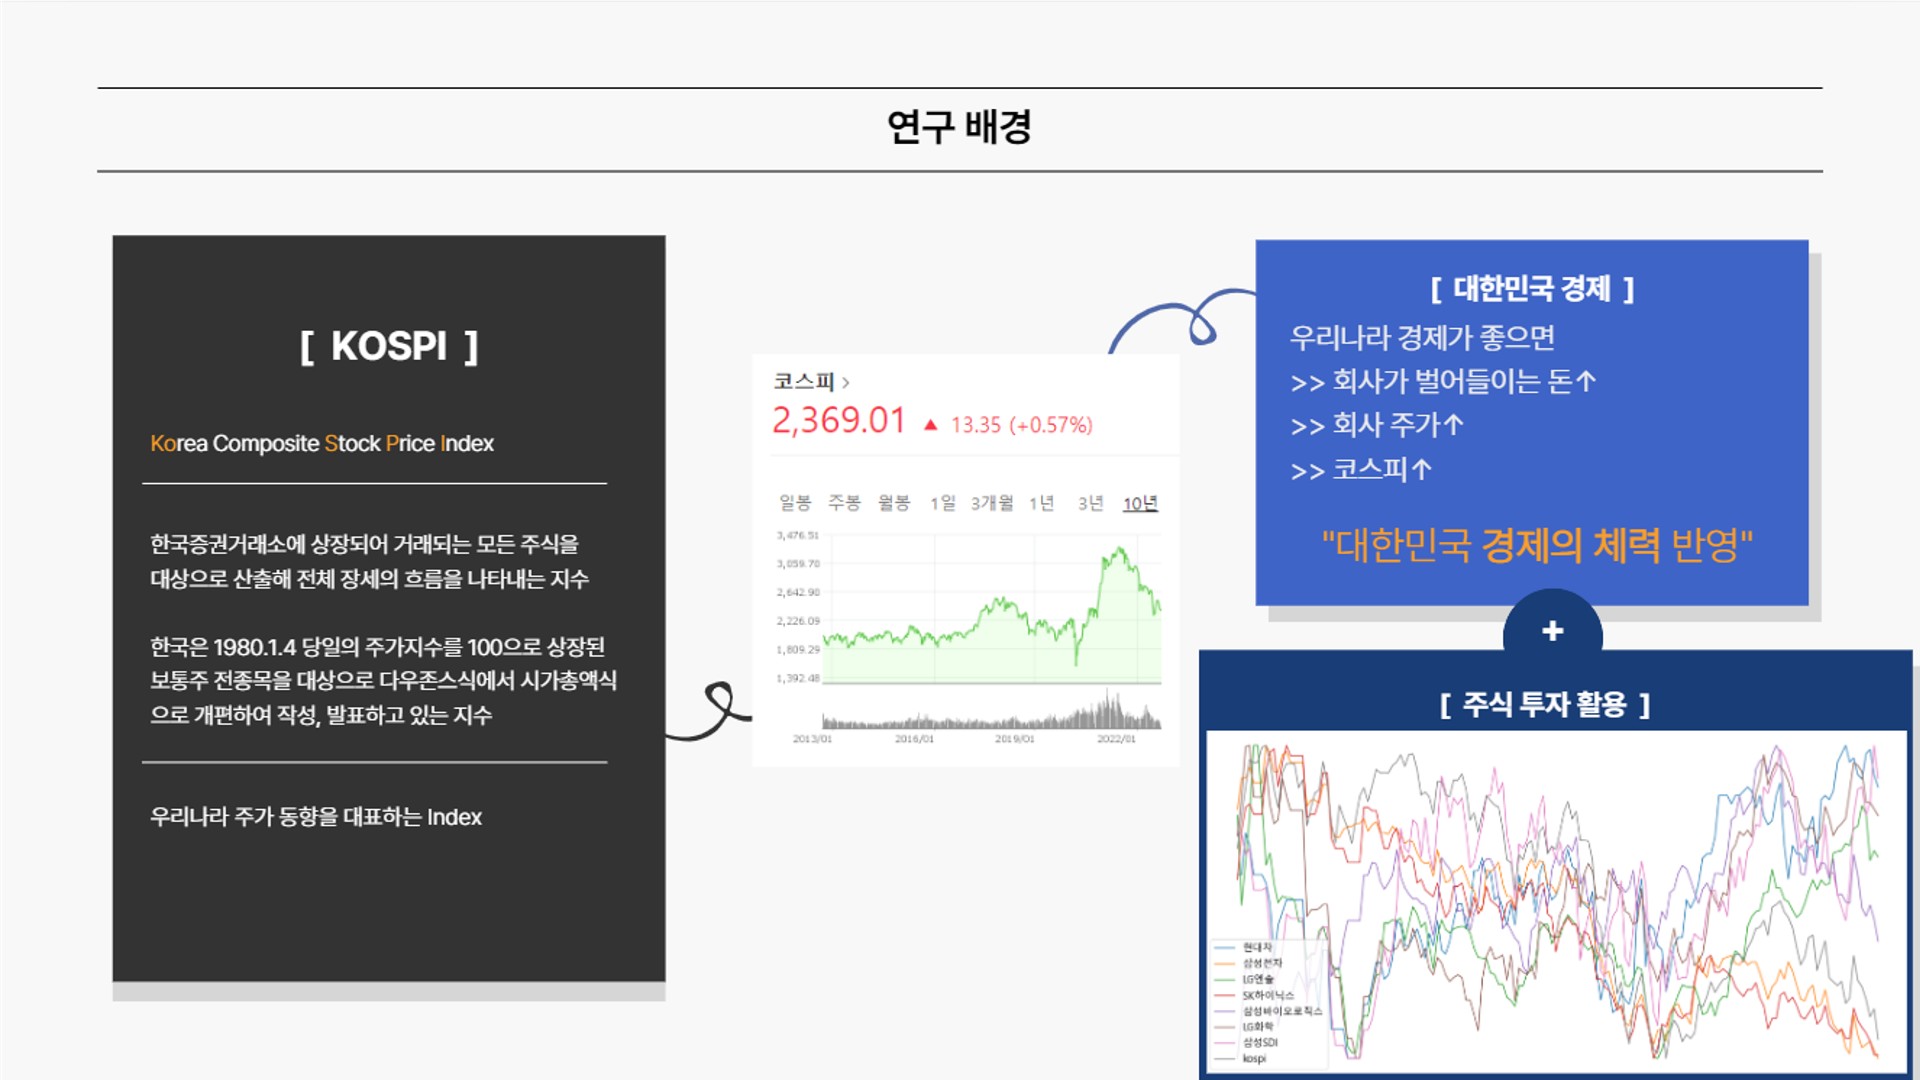 연구 배경
[ KOSPI ]
Korea Composite Stock Price Index
한국증권거래소에 상장되어 거래되는 모든 주식을
대상으로 산출해 전체 장세의 흐름을 나타내는 지수
한국은 1980.1.4 당일의 주가지수를 100으로 상장된
보통주 전종목을 대상으로 다우존스식에서 시가총액식
으로 개편하여 작성, 발표하고 있는 지수
우리나라 주가 동향을 대표하는 Index
코스피 >
2,369.01 ▲ 13.35 (+0.57%)
일봉 주봉 월봉 1일 3개월 1년 3년 10년
3,476.51
3,059.70
2,642.90
2,226.09
1,809.29
1,392.48
2013/01 2016/01 2019/01 2022/01
[ 대한민국 경제 ]
우리나라 경제가 좋으면
>> 회사가 벌어들이는 돈↑
>> 회사 주가↑
>> 코스피↑
"대한민국 경제의 체력 반영"
+
[ 주식 투자 활용 ]
현대차
삼성전자
LG엔솔
SK하이닉스
삼성바이오로직스
LG화학
삼성SDI
kospi